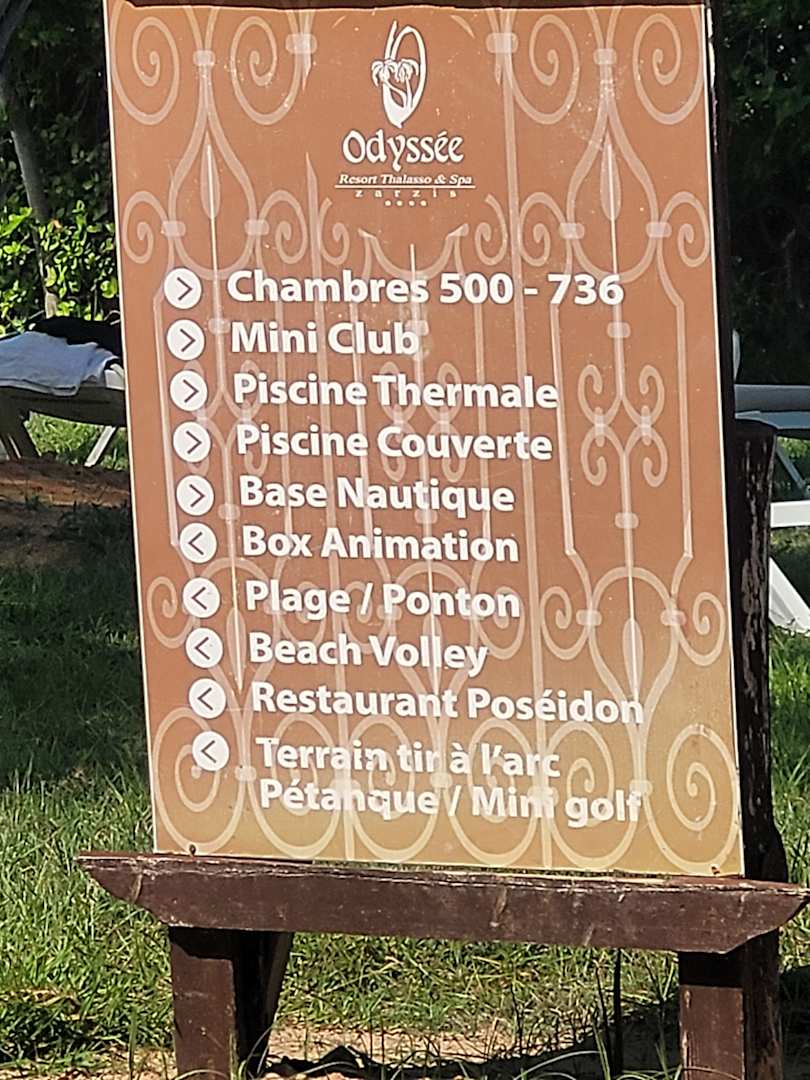 Odyssée
Resort Thalasso & Spa
zarzis
Chambres 500 - 736
Mini Club
Piscine Thermale
Piscine Couverte
Base Nautique
Box Animation
Plage / Ponton
Beach Volley
Restaurant Poséidon
Terrain tir à l'arc
Pétanque / Mini golf